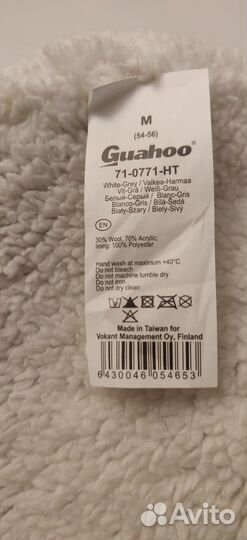 M
(54-56)
Guahoo
71-0771-HT
White-Grey / Valkea-Harmaa
Vit-Grå / Weiß-Grau
Белый-Серый / Blanc-Gris
Blanco-Gris / Bílá-Šedá
Biały-Szary / Biely-Sivý
EN
30% Wool, 70% Acrylic;
lining: 100% Polyester
Hand wash at maximum +40°C
Do not bleach
Do not machine tumble dry
Do not iron
Do not dry clean
Made in Taiwan for
Vokant Management Oy, Finland
6 430046 054653
Avito